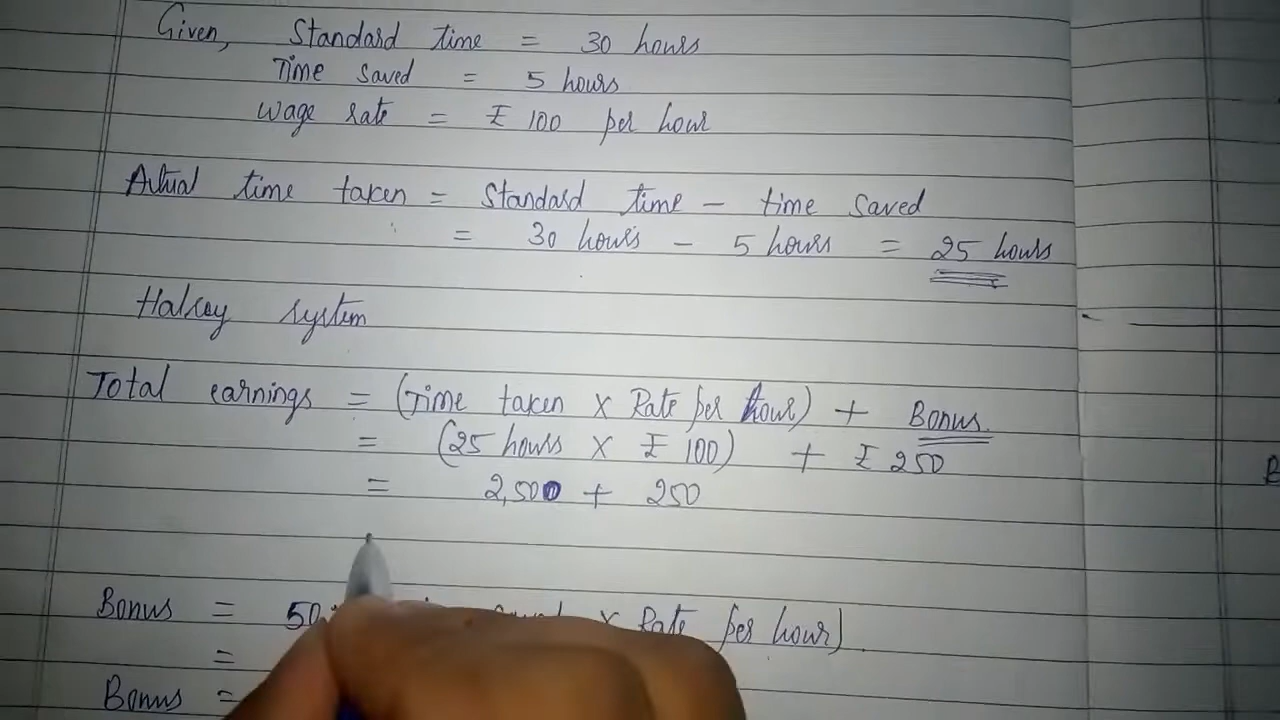 Given, Standard time = 30 hours
Time saved = 5 hours
Wage rate = ₹ 100 per hour
Actual time taken = Standard time - time saved
= 30 hours - 5 hours = 25 hours
Halsey system
Total earnings = (Time taken X Rate per hour) + Bonus
= (25 hours X ₹ 100) + ₹ 250
= 2,500 + 250
Bonus = 50 X Rate per hour)
=
Bonus =
B